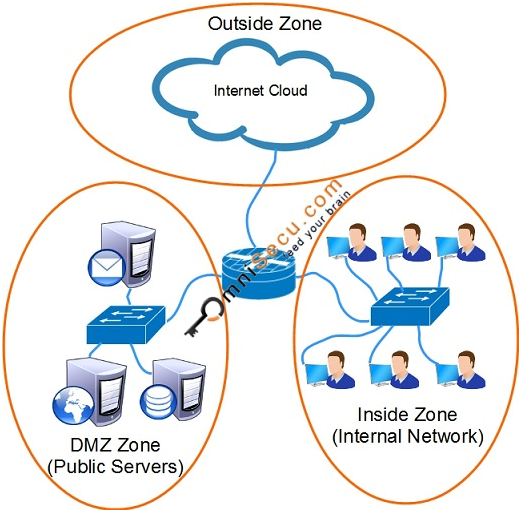 Outside Zone
Internet Cloud
OmniSecu.com
feed your brain
DMZ Zone
(Public Servers)
Inside Zone
(Internal Network)